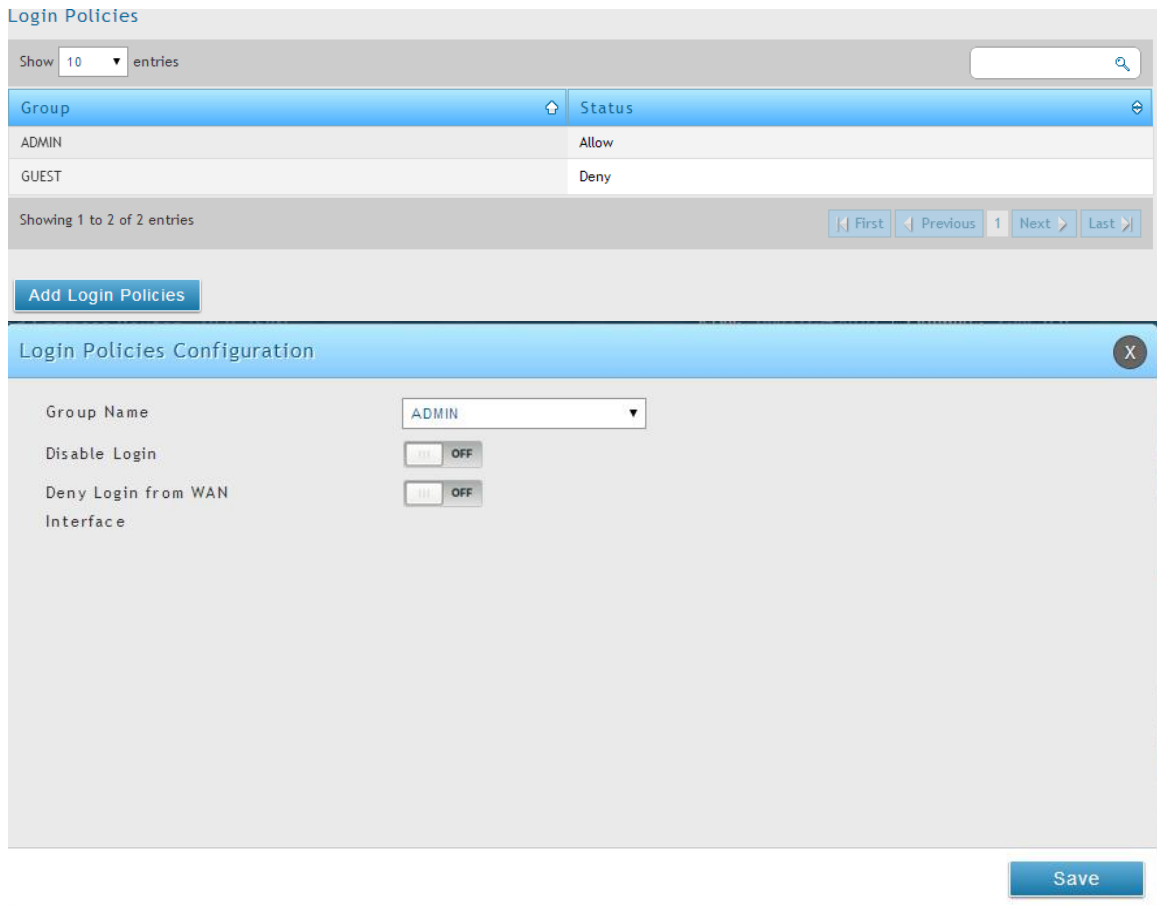 Login Policies
Show 10 entries
Group Status
ADMIN Allow
GUEST Deny
Showing 1 to 2 of 2 entries First Previous 1 Next Last
Add Login Policies
Login Policies Configuration X
Group Name ADMIN
Disable Login OFF
Deny Login from WAN OFF
Interface
Save